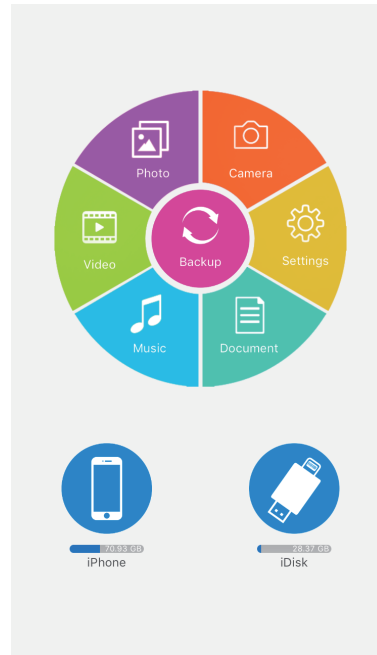 Photo
Camera
Video
Backup
Settings
Music
Document
70.93 GB
28.37 GB
iPhone
iDisk